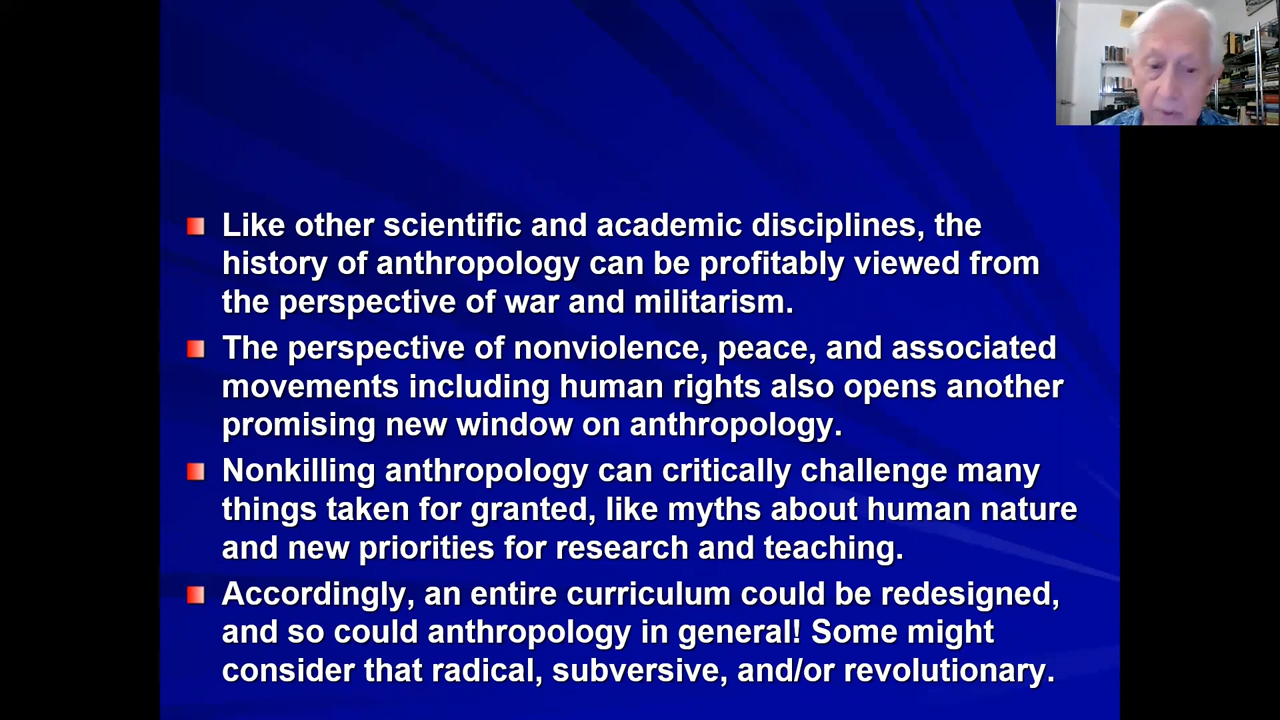 Like other scientific and academic disciplines, the
history of anthropology can be profitably viewed from
the perspective of war and militarism.
The perspective of nonviolence, peace, and associated
movements including human rights also opens another
promising new window on anthropology.
Nonkilling anthropology can critically challenge many
things taken for granted, like myths about human nature
and new priorities for research and teaching.
Accordingly, an entire curriculum could be redesigned,
and so could anthropology in general! Some might
consider that radical, subversive, and/or revolutionary.